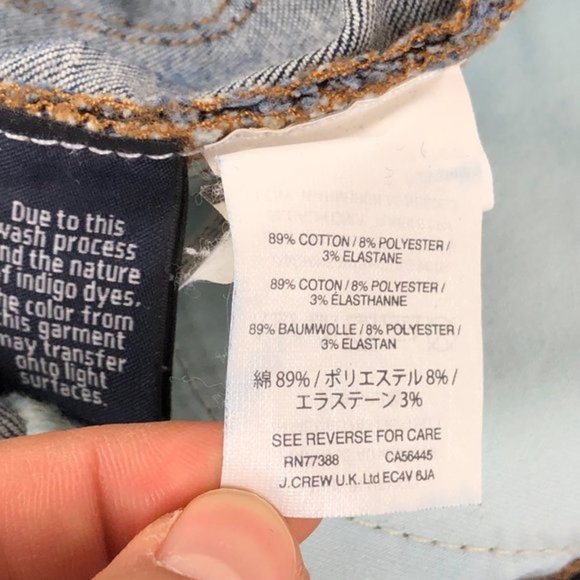 Due to this
wash process
and the nature
of indigo dyes.
the color from
this garment
may transfer
onto light
surfaces.
89% COTTON / 8% POLYESTER /
3% ELASTANE
89% COTON / 8% POLYESTER /
3% ÉLASTHANNE
89% BAUMWOLLE / 8% POLYESTER /
3% ELASTAN
綿 89% / ポリエステル 8% /
エラステーン 3%
SEE REVERSE FOR CARE
RN77388 CA56445
J.CREW U.K. Ltd EC4V 6JA